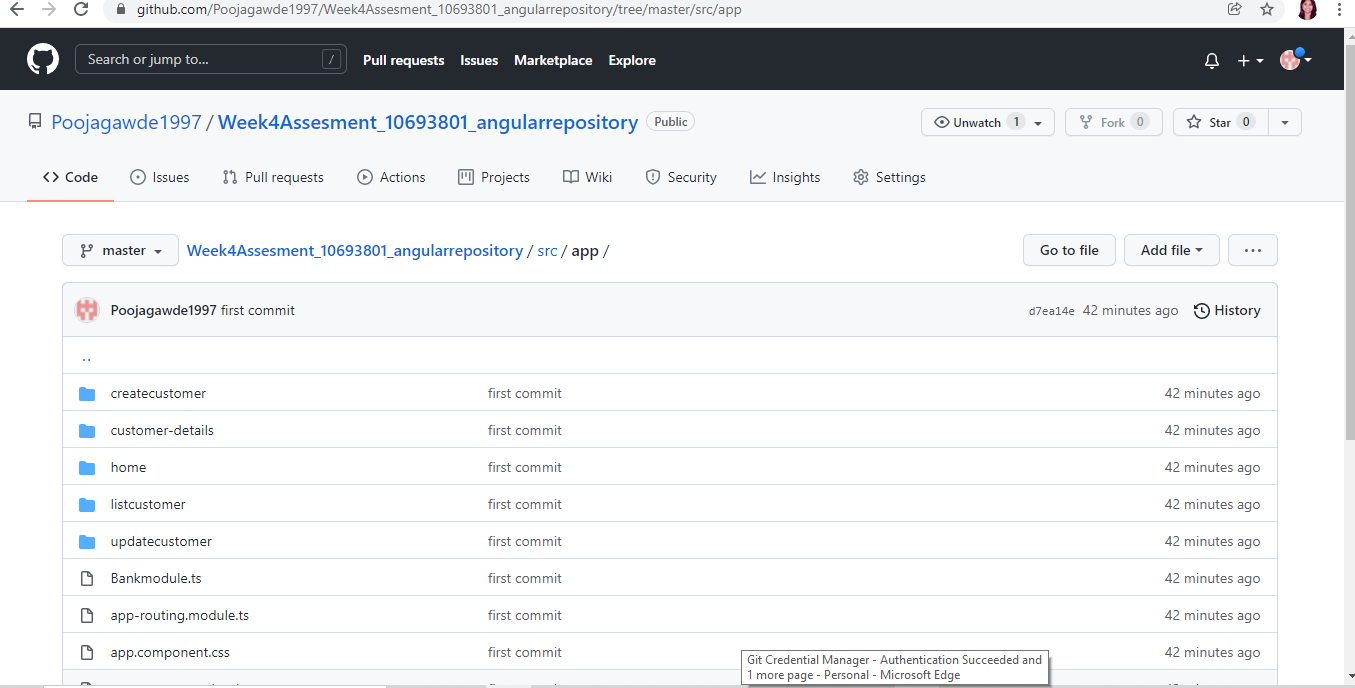 github.com/Poojagawde1997/Week4Assesment_10693801_angularrepository/tree/master/src/app
Search or jump to... / Pull requests Issues Marketplace Explore
Poojagawde1997 / Week4Assesment_10693801_angularrepository Public Unwatch 1 Fork 0 Star 0
Code Issues Pull requests Actions Projects Wiki Security Insights Settings
master Week4Assesment_10693801_angularrepository / src / app / Go to file Add file ...
Poojagawde1997 first commit d7ea14e 42 minutes ago History
..
createcustomer first commit 42 minutes ago
customer-details first commit 42 minutes ago
home first commit 42 minutes ago
listcustomer first commit 42 minutes ago
updatecustomer first commit 42 minutes ago
Bankmodule.ts first commit 42 minutes ago
app-routing.module.ts first commit 42 minutes ago
app.component.css first commit 42 minutes ago
Git Credential Manager - Authentication Succeeded and
1 more page - Personal - Microsoft Edge